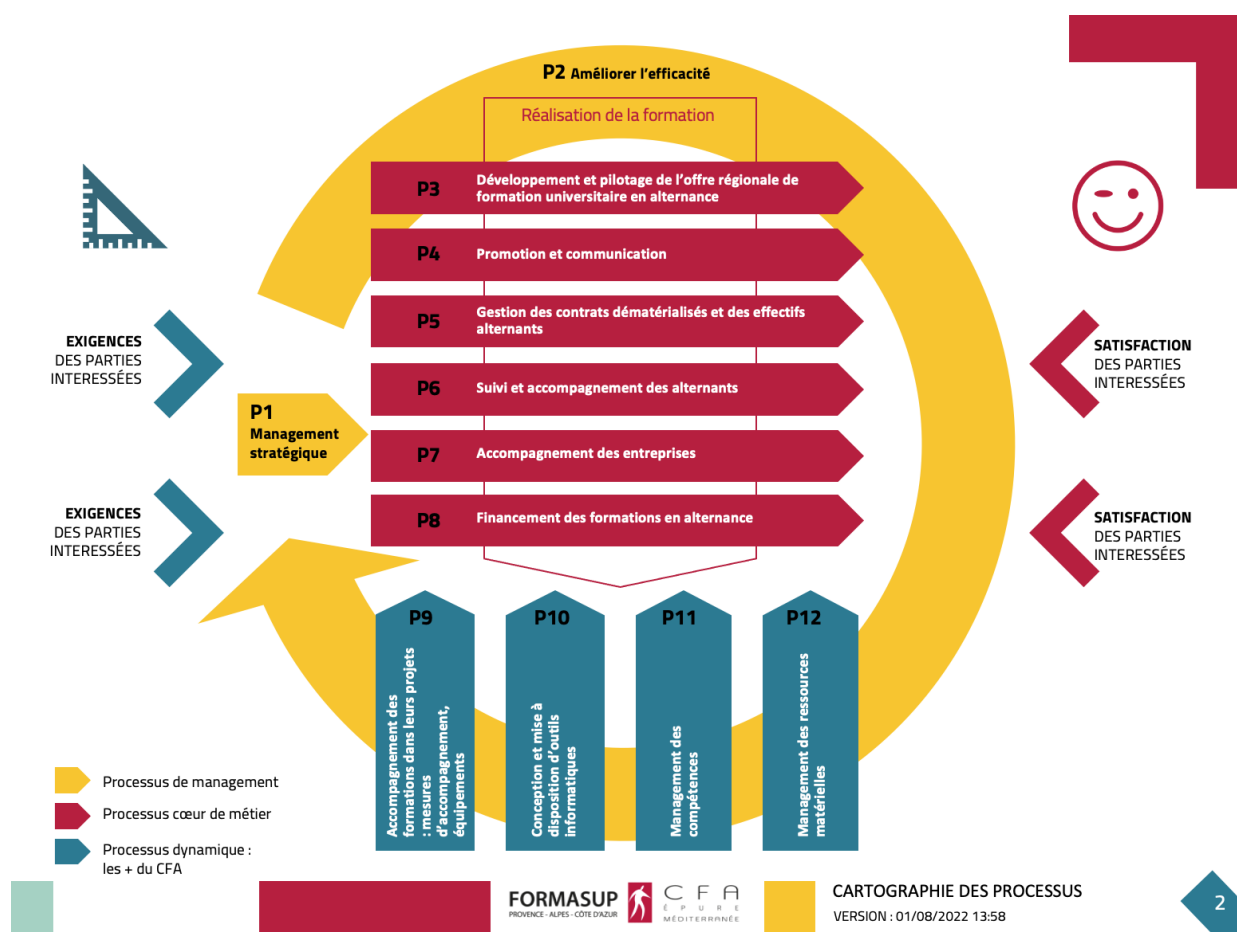 P2 Améliorer l'efficacité
Réalisation de la formation
P3
Développement et pilotage de l'offre régionale de
formation universitaire en alternance
P4
Promotion et communication
P5
Gestion des contrats dématérialisés et des effectifs
alternants
P6
Suivi et accompagnement des alternants
P7
Accompagnement des entreprises
P8
Financement des formations en alternance
EXIGENCES
DES PARTIES
INTERESSÉES
P1
Management
stratégique
EXIGENCES
DES PARTIES
INTERESSÉES
SATISFACTION
DES PARTIES
INTERESSÉES
SATISFACTION
DES PARTIES
INTERESSÉES
P9
Accompagnement des
formations dans leurs projets
: mesures
d'accompagnement,
équipements
P10
Conception et mise à
disposition d'outils
informatiques
P11
Management des
compétences
P12
Management des ressources
matérielles
Processus de management
Processus cœur de métier
Processus dynamique :
les + du CFA
FORMASUP
PROVENCE - ALPES - CÔTE D'AZUR
CFA
ÉPURE
MÉDITERRANÉE
CARTOGRAPHIE DES PROCESSUS
VERSION : 01/08/2022 13:58
2